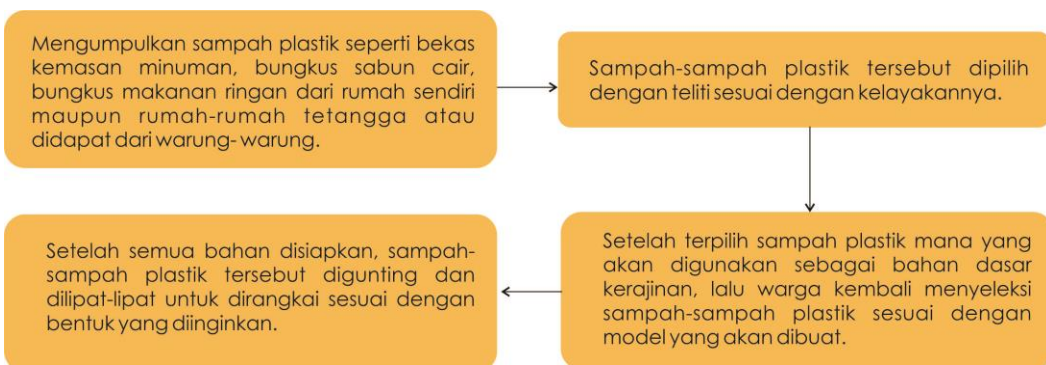 Mengumpulkan sampah plastik seperti bekas
kemasan minuman, bungkus sabun cair,
bungkus makanan ringan dari rumah sendiri
maupun rumah-rumah tetangga atau
didapat dari warung- warung.
Sampah-sampah plastik tersebut dipilih
dengan teliti sesuai dengan kelayakannya.
Setelah terpilih sampah plastik mana yang
akan digunakan sebagai bahan dasar
kerajinan, lalu warga kembali menyeleksi
sampah-sampah plastik sesuai dengan
model yang akan dibuat.
Setelah semua bahan disiapkan, sampah-
sampah plastik tersebut digunting dan
dilipat-lipat untuk dirangkai sesuai dengan
bentuk yang diinginkan.